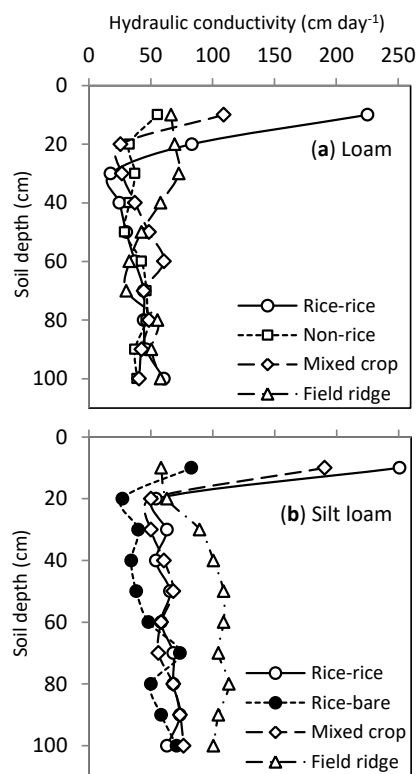 Hydraulic conductivity (cm day⁻¹)
0 50 100 150 200 250
0
20
40
60
80
100
Soil depth (cm)
(a) Loam
Rice-rice
Non-rice
Mixed crop
Field ridge
0
20
40
60
80
100
Soil depth (cm)
(b) Silt loam
Rice-rice
Rice-bare
Mixed crop
Field ridge